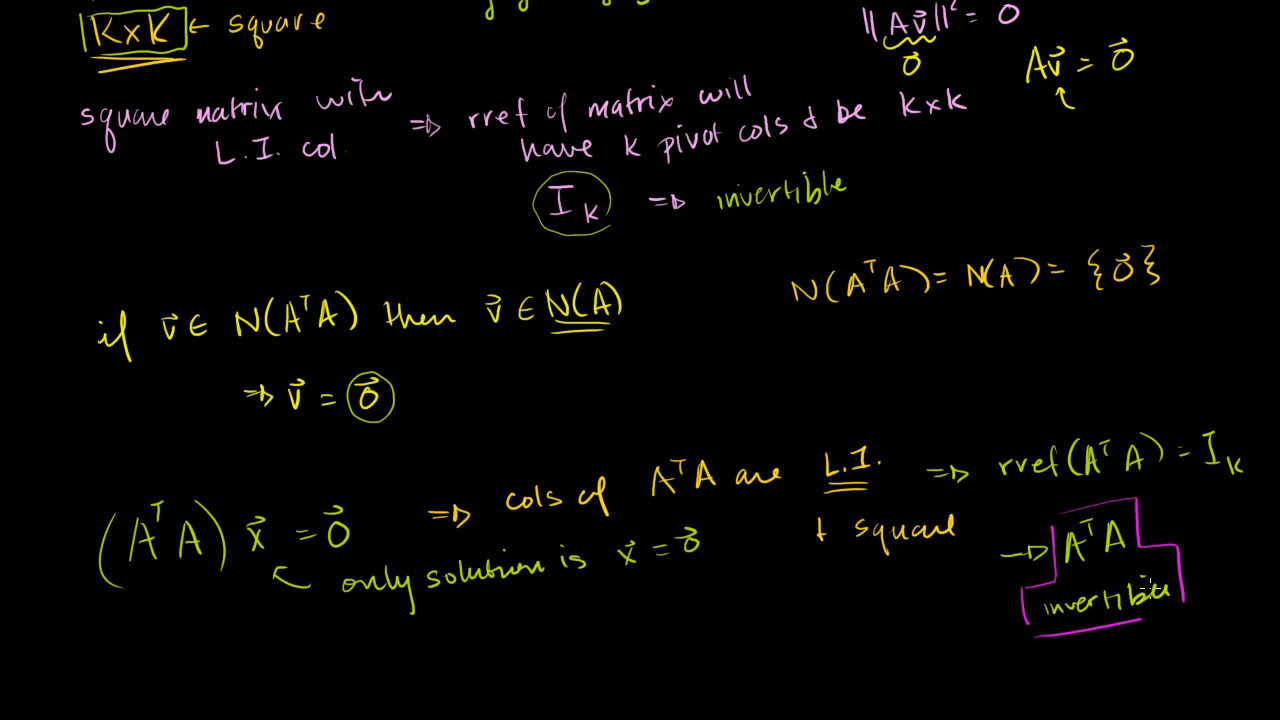 K×K ← square
‖Av⃗‖² = 0
0⃗
Av⃗ = 0⃗
square matrix with ⇒ rref of matrix will
L.I. col. have k pivot cols & be k×k
I_k ⇒ invertible
N(AᵀA) = N(A) = {0⃗}
if v⃗ ∈ N(AᵀA) then v⃗ ∈ N(A)
⇒ v⃗ = 0⃗
(AᵀA) x⃗ = 0⃗ ⇒ cols of AᵀA are L.I. ⇒ rref(AᵀA) = I_k
only solution is x⃗ = 0⃗
+ square
→ AᵀA
invertible